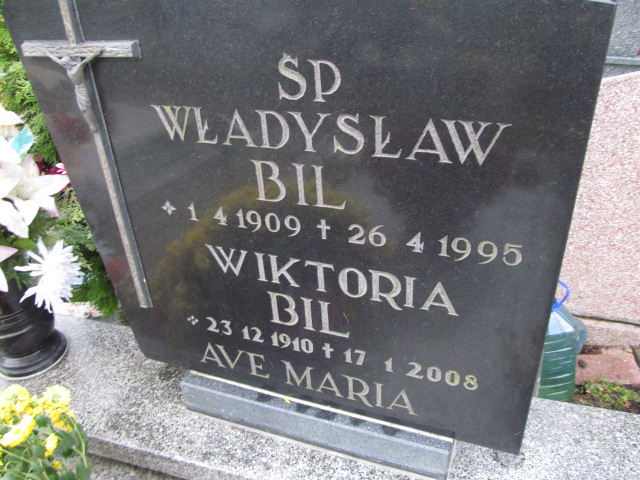 ŚP
WŁADYSŁAW
BIL
* 1 4 1909 + 26 4 1995
WIKTORIA
BIL
* 23 12 1910 + 17 1 2008
AVE MARIA